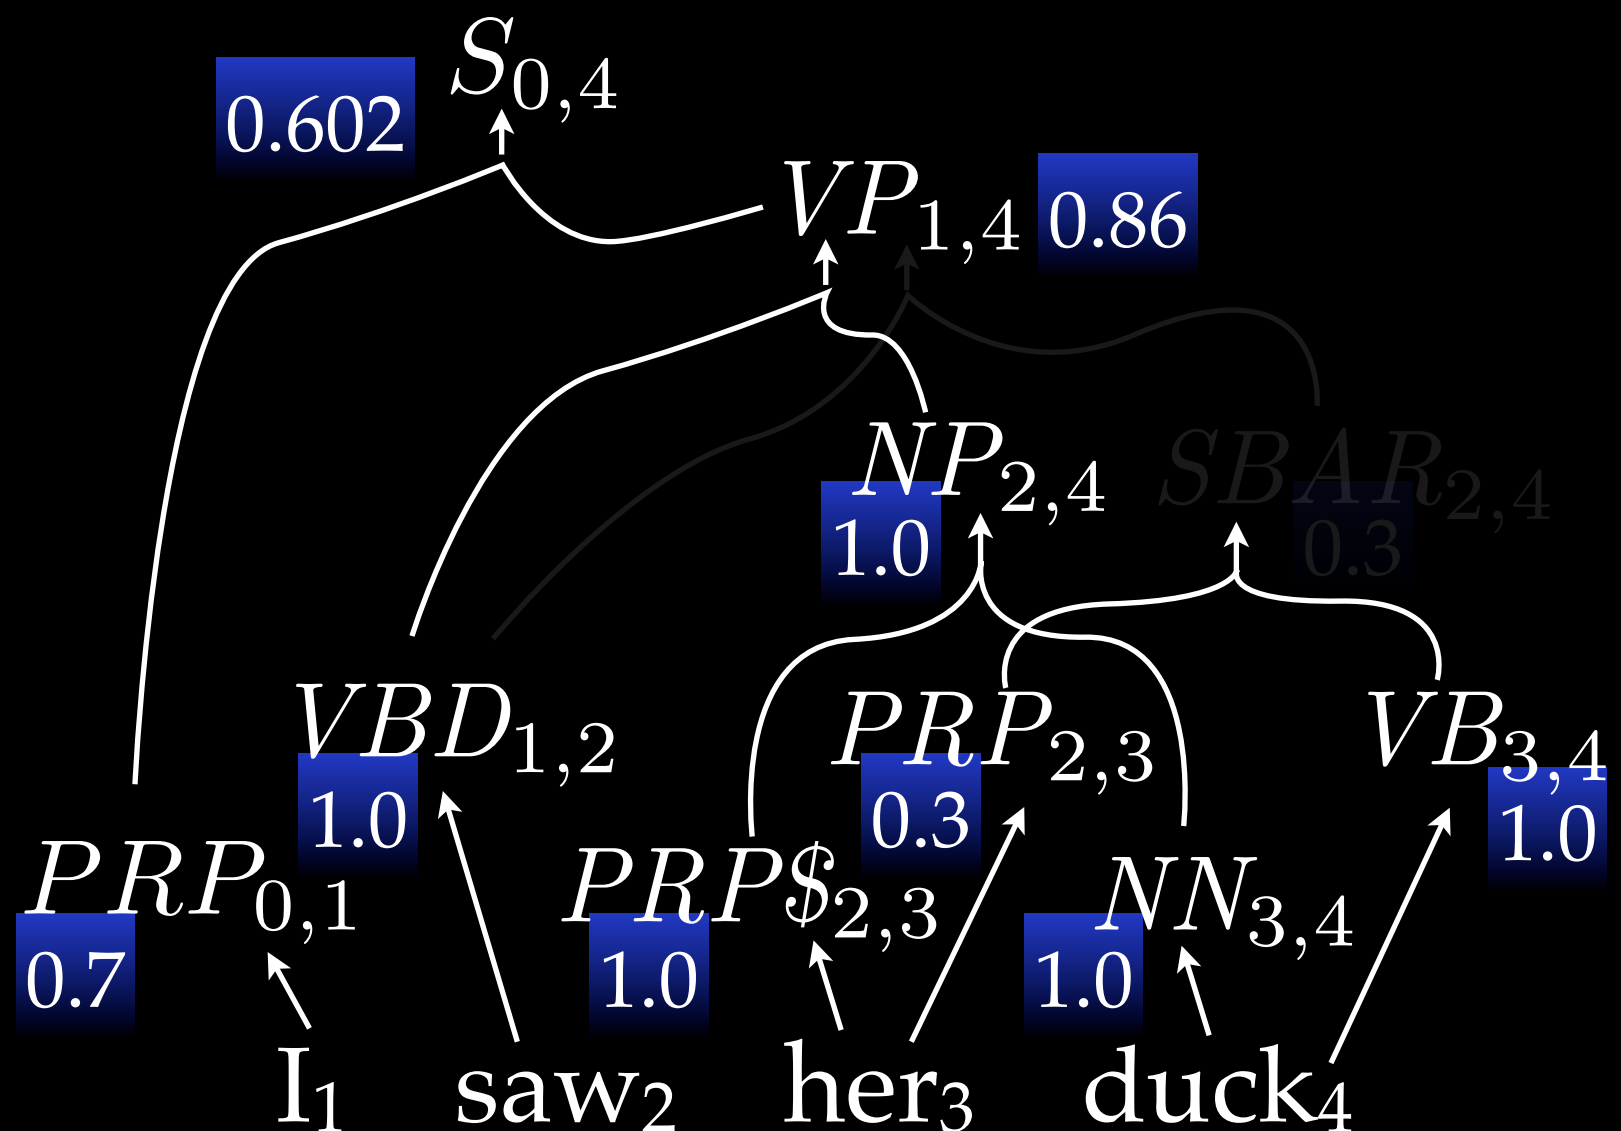 S0,4
0.602
VP1,4
0.86
NP2,4
1.0
SBAR2,4
0.3
VBD1,2
1.0
PRP2,3
0.3
VB3,4
1.0
PRP0,1
0.7
PRP$2,3
1.0
NN3,4
1.0
I1 saw2 her3 duck4